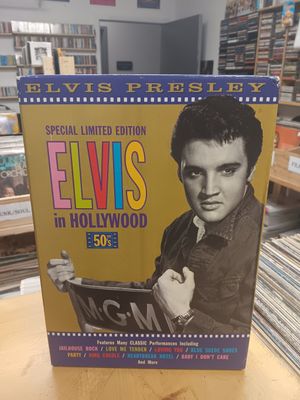 ELVIS PRESLEY
SPECIAL LIMITED EDITION
ELVIS
in HOLLYWOOD
50's
M-G-M
Features Many CLASSIC Performances Including
JAILHOUSE ROCK / LOVE ME TENDER / LOVING YOU / BLUE SUEDE SHOES
PARTY / KING CREOLE / HEARTBREAK HOTEL / BABY I DON'T CARE
And More